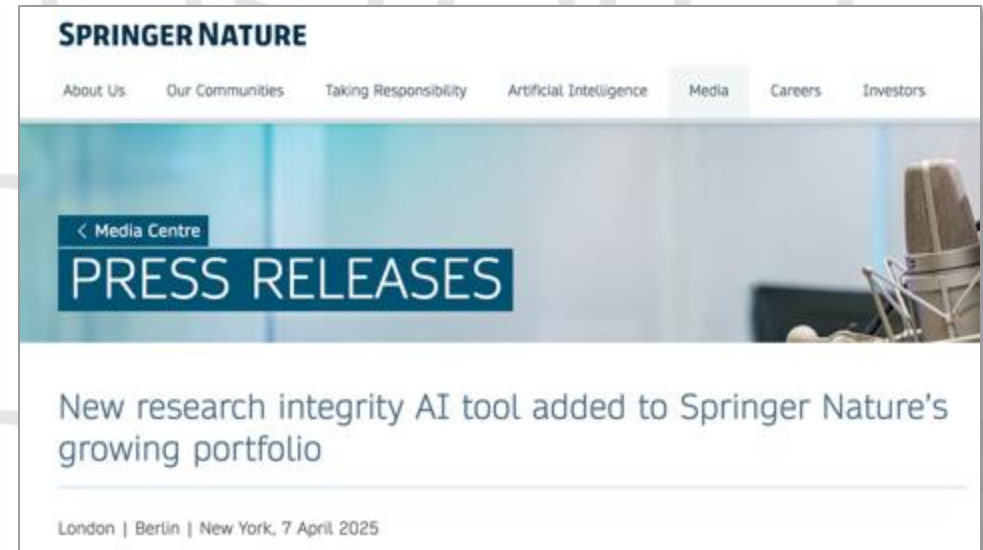 SPRINGER NATURE
About Us Our Communities Taking Responsibility Artificial Intelligence Media Careers Investors
< Media Centre
PRESS RELEASES
New research integrity AI tool added to Springer Nature's
growing portfolio
London | Berlin | New York, 7 April 2025